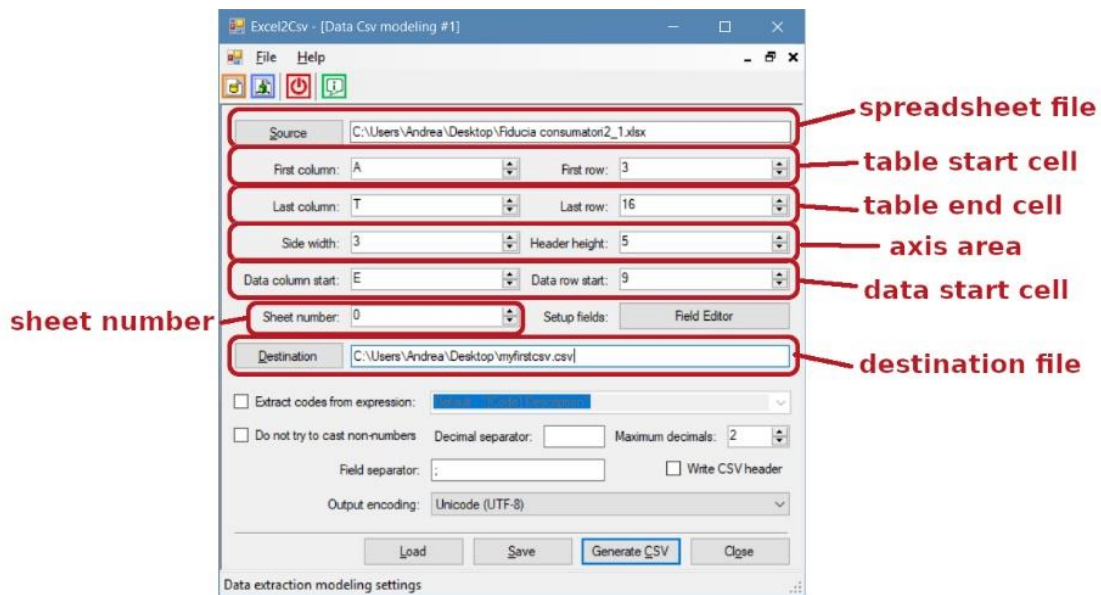 Excel2Csv - [Data Csv modeling #1]
File Help
spreadsheet file
Source C:\Users\Andrea\Desktop\Fiducia consumatori2_1.xlsx
First column: A First row: 3
table start cell
Last column: T Last row: 16
table end cell
Side width: 3 Header height: 5
axis area
Data column start: E Data row start: 9
data start cell
sheet number
Sheet number: 0 Setup fields: Field Editor
Destination C:\Users\Andrea\Desktop\myfirstcsv.csv
destination file
Extract codes from expression: Default - [Code] Description
Do not try to cast non-numbers Decimal separator: Maximum decimals: 2
Field separator: ; Write CSV header
Output encoding: Unicode (UTF-8)
Load Save Generate CSV Close
Data extraction modeling settings